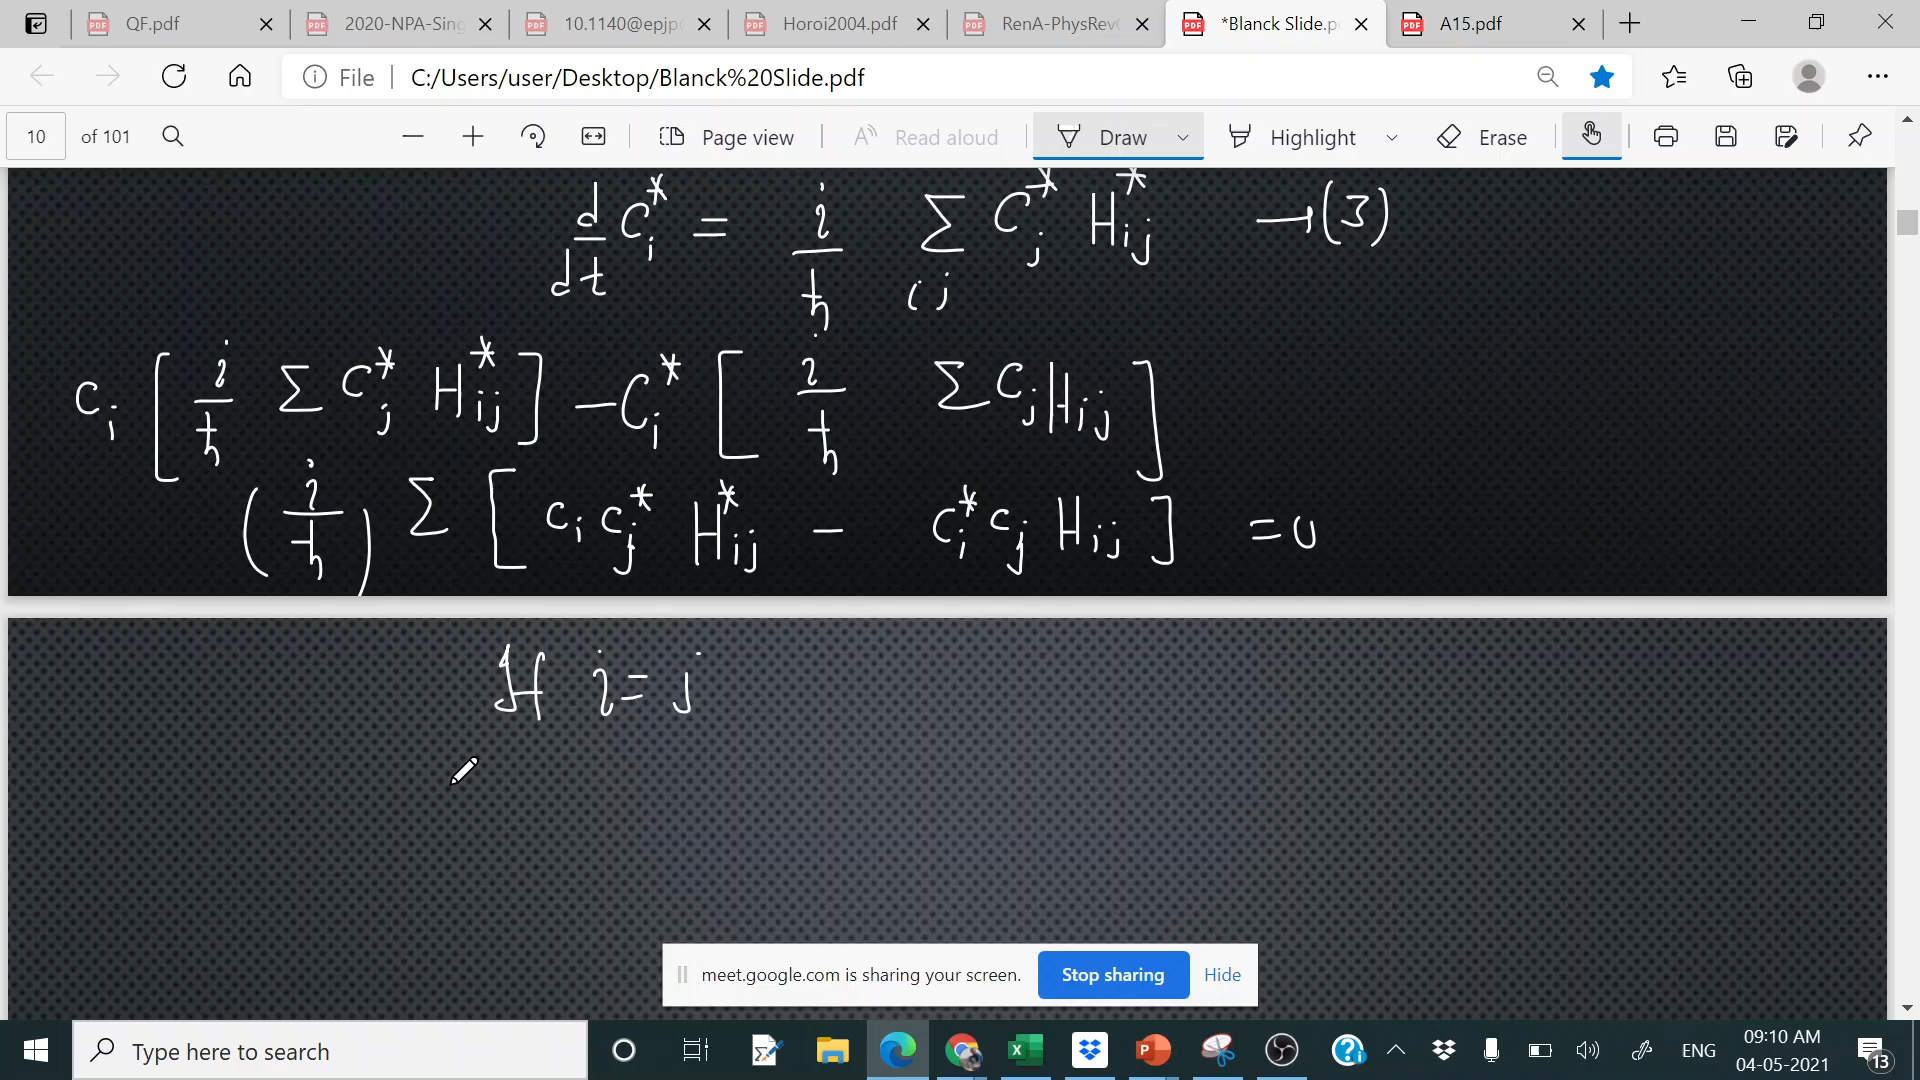 QF.pdf
2020-NPA-Sing
10.1140@epjp
Horoi2004.pdf
RenA-PhysRevC
*Blanck Slide.p
A15.pdf
File
C:/Users/user/Desktop/Blanck%20Slide.pdf
10 of 101
Page view
Read aloud
Draw
Highlight
Erase
d/dt C_i^* = i/ħ Σ_ij C_j^* H_ij^* → (3)
c_i [ i/ħ Σ C_j^* H_ij^* ] − C_i^* [ i/ħ Σ C_j H_ij ]
( i/ħ ) Σ [ c_i c_j^* H_ij^* − c_i^* c_j H_ij ] = 0
If i = j
meet.google.com is sharing your screen.
Stop sharing
Hide
Type here to search
ENG
09:10 AM
04-05-2021
13